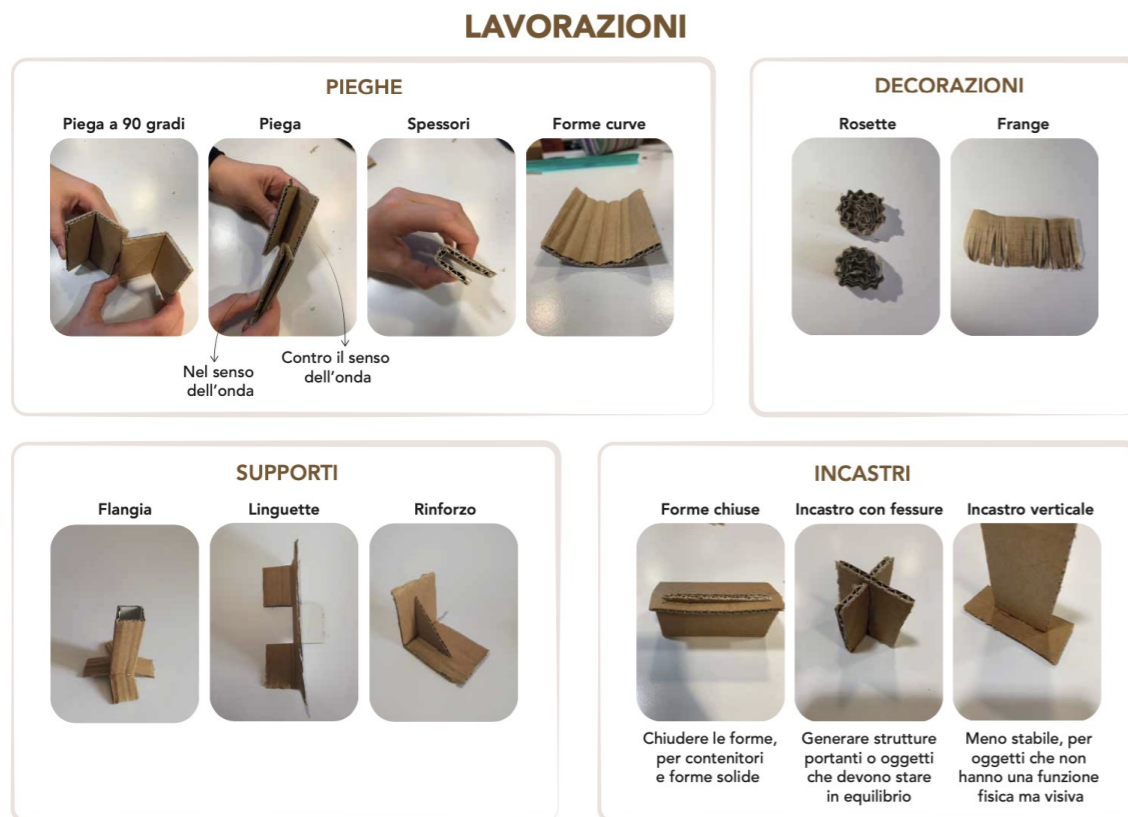 LAVORAZIONI
PIEGHE
Piega a 90 gradi
Piega
Spessori
Forme curve
Nel senso
dell'onda
Contro il senso
dell'onda
DECORAZIONI
Rosette
Frange
SUPPORTI
Flangia
Linguette
Rinforzo
INCASTRI
Forme chiuse
Incastro con fessure
Incastro verticale
Chiudere le forme,
per contenitori
e forme solide
Generare strutture
portanti o oggetti
che devono stare
in equilibrio
Meno stabile, per
oggetti che non
hanno una funzione
fisica ma visiva